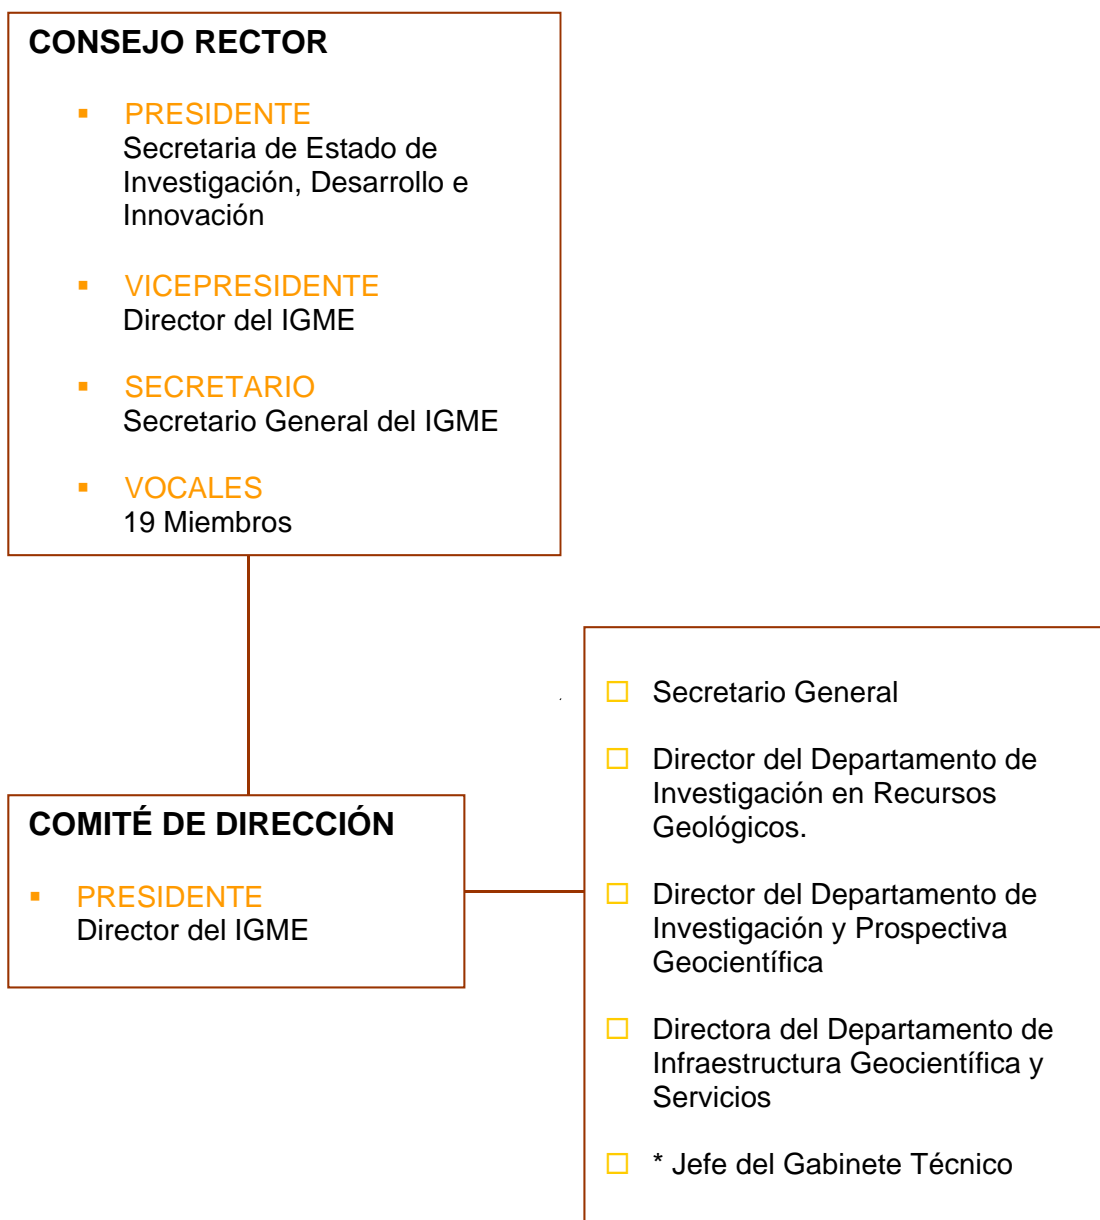 CONSEJO RECTOR
▪ PRESIDENTE
Secretaria de Estado de
Investigación, Desarrollo e
Innovación
▪ VICEPRESIDENTE
Director del IGME
▪ SECRETARIO
Secretario General del IGME
▪ VOCALES
19 Miembros
COMITÉ DE DIRECCIÓN
▪ PRESIDENTE
Director del IGME
□ Secretario General
□ Director del Departamento de
Investigación en Recursos
Geológicos.
□ Director del Departamento de
Investigación y Prospectiva
Geocientífica
□ Directora del Departamento de
Infraestructura Geocientífica y
Servicios
□ * Jefe del Gabinete Técnico